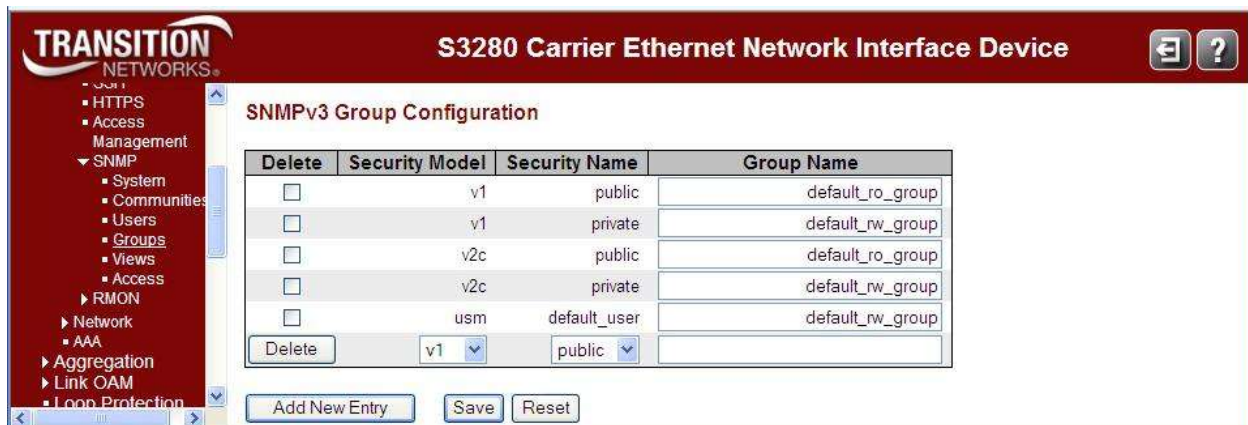 TRANSITION
NETWORKS®
S3280 Carrier Ethernet Network Interface Device
?
SSH
HTTPS
Access
Management
SNMP
System
Communities
Users
Groups
Views
Access
RMON
Network
AAA
Aggregation
Link OAM
Loop Protection
SNMPv3 Group Configuration
Delete Security Model Security Name Group Name
v1 public default_ro_group
v1 private default_rw_group
v2c public default_ro_group
v2c private default_rw_group
usm default_user default_rw_group
Delete v1 public
Add New Entry Save Reset